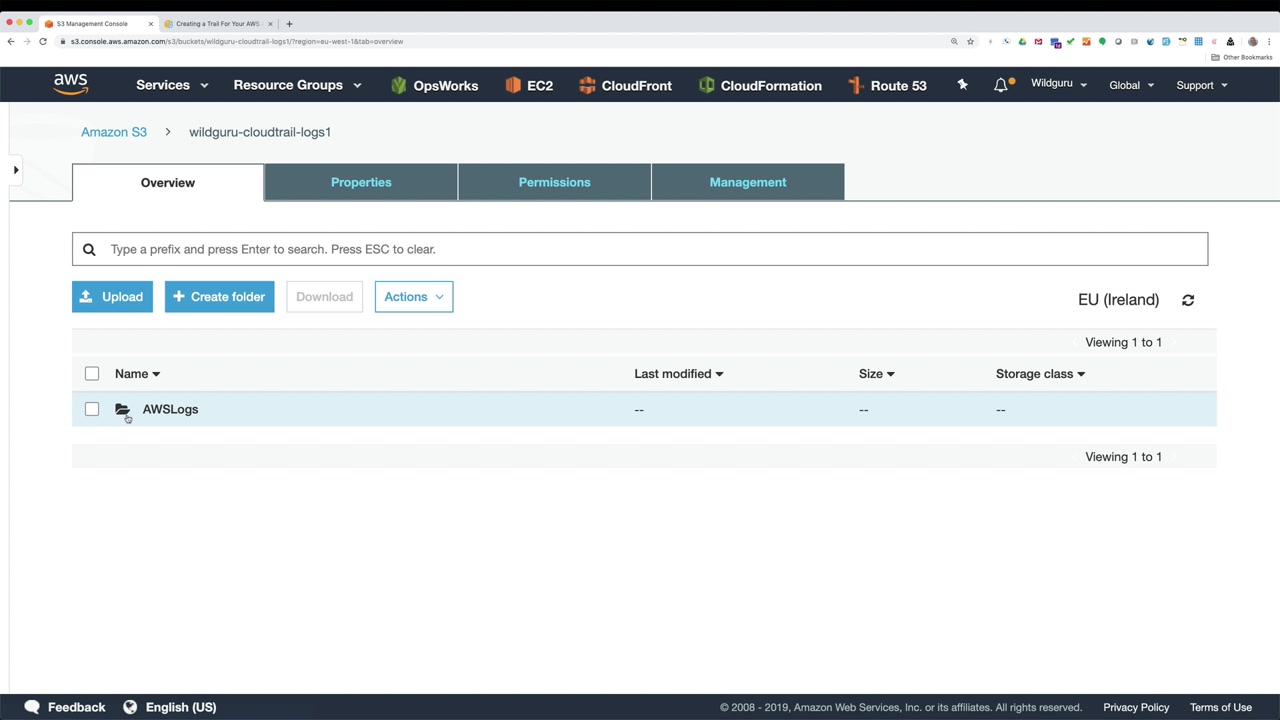 S3 Management Console
Creating a Trail For Your AWS
s3.console.aws.amazon.com/s3/buckets/wildguru-cloudtrail-logs1/?region=eu-west-1&tab=overview
Other Bookmarks
aws
Services
Resource Groups
OpsWorks
EC2
CloudFront
CloudFormation
Route 53
Wildguru
Global
Support
Amazon S3
wildguru-cloudtrail-logs1
Overview
Properties
Permissions
Management
Type a prefix and press Enter to search. Press ESC to clear.
Upload
Create folder
Download
Actions
EU (Ireland)
Viewing 1 to 1
Name
Last modified
Size
Storage class
AWSLogs
--
--
--
Viewing 1 to 1
Feedback
English (US)
© 2008 - 2019, Amazon Web Services, Inc. or its affiliates. All rights reserved.
Privacy Policy
Terms of Use